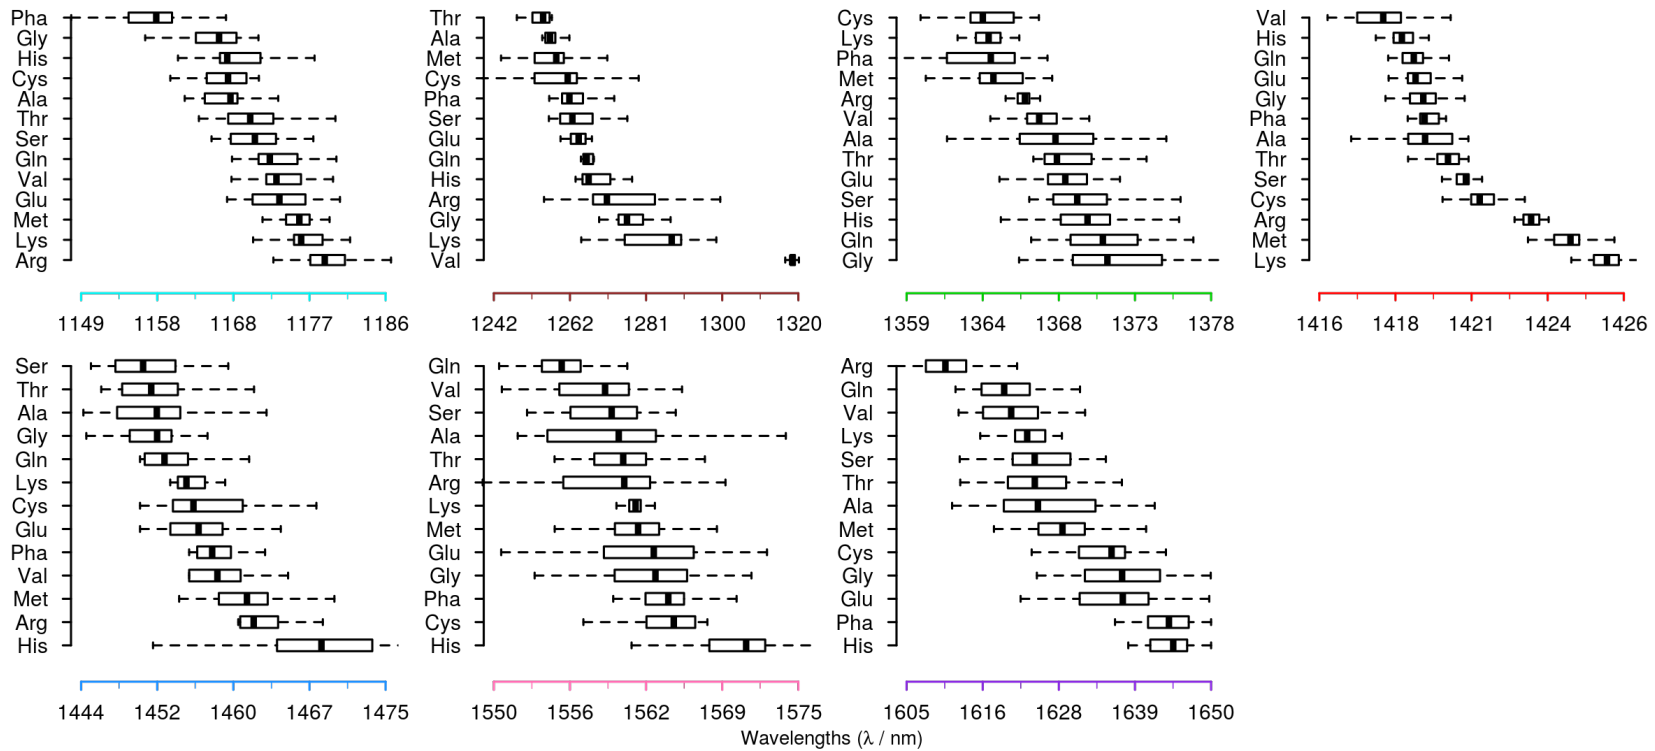 Pha
Gly
His
Cys
Ala
Thr
Ser
Gln
Val
Glu
Met
Lys
Arg
1149 1158 1168 1177 1186
Thr
Ala
Met
Cys
Pha
Ser
Glu
Gln
His
Arg
Gly
Lys
Val
1242 1262 1281 1300 1320
Cys
Lys
Pha
Met
Arg
Val
Ala
Thr
Glu
Ser
His
Gln
Gly
1359 1364 1368 1373 1378
Val
His
Gln
Glu
Gly
Pha
Ala
Thr
Ser
Cys
Arg
Met
Lys
1416 1418 1421 1424 1426
Ser
Thr
Ala
Gly
Gln
Lys
Cys
Glu
Pha
Val
Met
Arg
His
1444 1452 1460 1467 1475
Gln
Val
Ser
Ala
Thr
Arg
Lys
Met
Glu
Gly
Pha
Cys
His
1550 1556 1562 1569 1575
Arg
Gln
Val
Lys
Ser
Thr
Ala
Met
Cys
Gly
Glu
Pha
His
1605 1616 1628 1639 1650
Wavelengths (λ / nm)